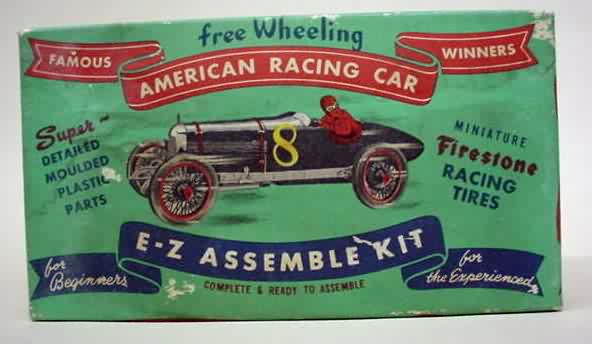 free Wheeling
FAMOUS
WINNERS
AMERICAN RACING CAR
Super-
DETAILED
MOULDED
PLASTIC
PARTS
8
MINIATURE
Firestone
RACING
TIRES
E-Z ASSEMBLE KIT
for
Beginners
for
the Experienced
COMPLETE & READY TO ASSEMBLE